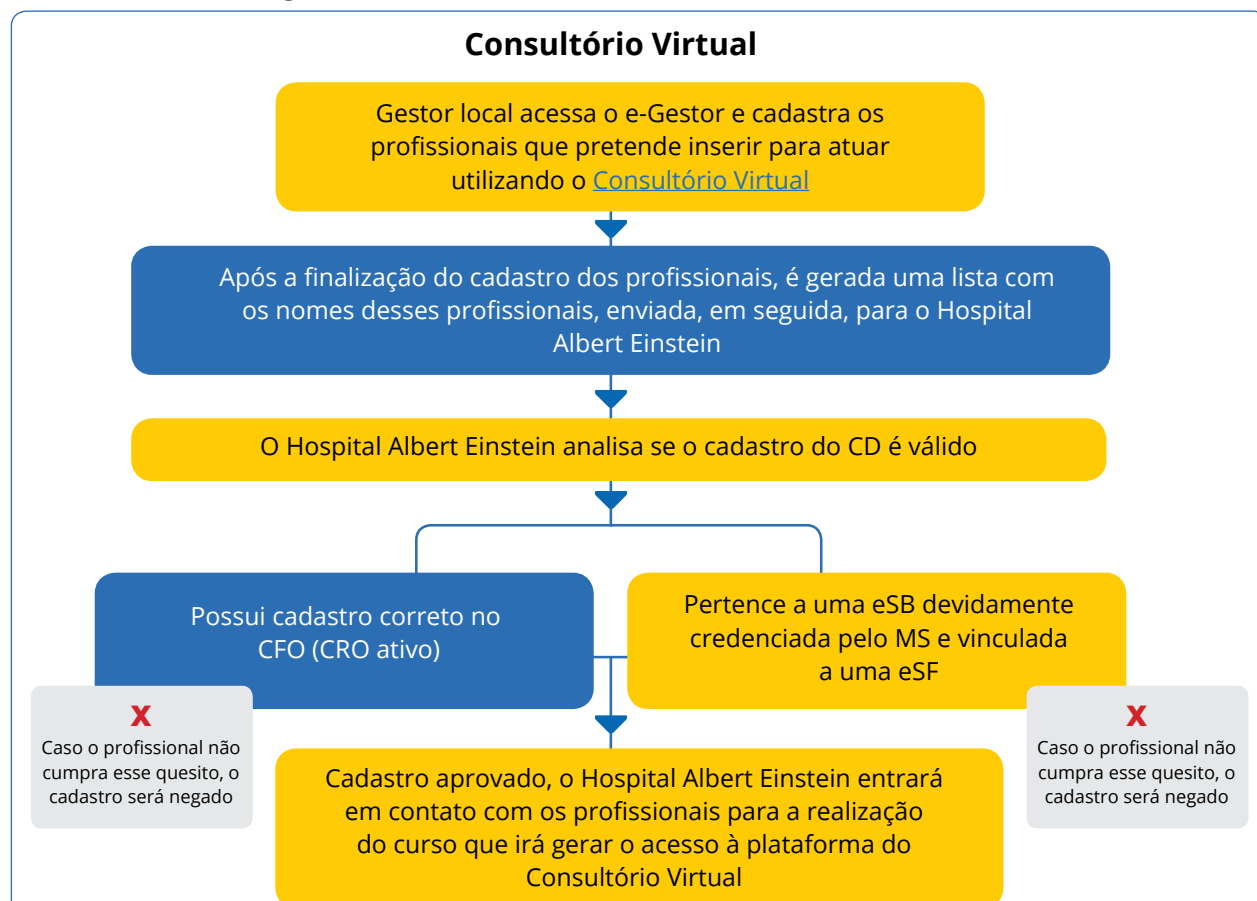 Consultório Virtual
Gestor local acessa o e-Gestor e cadastra os
profissionais que pretende inserir para atuar
utilizando o Consultório Virtual
Após a finalização do cadastro dos profissionais, é gerada uma lista com
os nomes desses profissionais, enviada, em seguida, para o Hospital
Albert Einstein
O Hospital Albert Einstein analisa se o cadastro do CD é válido
Possui cadastro correto no
CFO (CRO ativo)
X
Caso o profissional não
cumpra esse quesito, o
cadastro será negado
Pertence a uma eSB devidamente
credenciada pelo MS e vinculada
a uma eSF
X
Caso o profissional não
cumpra esse quesito, o
cadastro será negado
Cadastro aprovado, o Hospital Albert Einstein entrará
em contato com os profissionais para a realização
do curso que irá gerar o acesso à plataforma do
Consultório Virtual